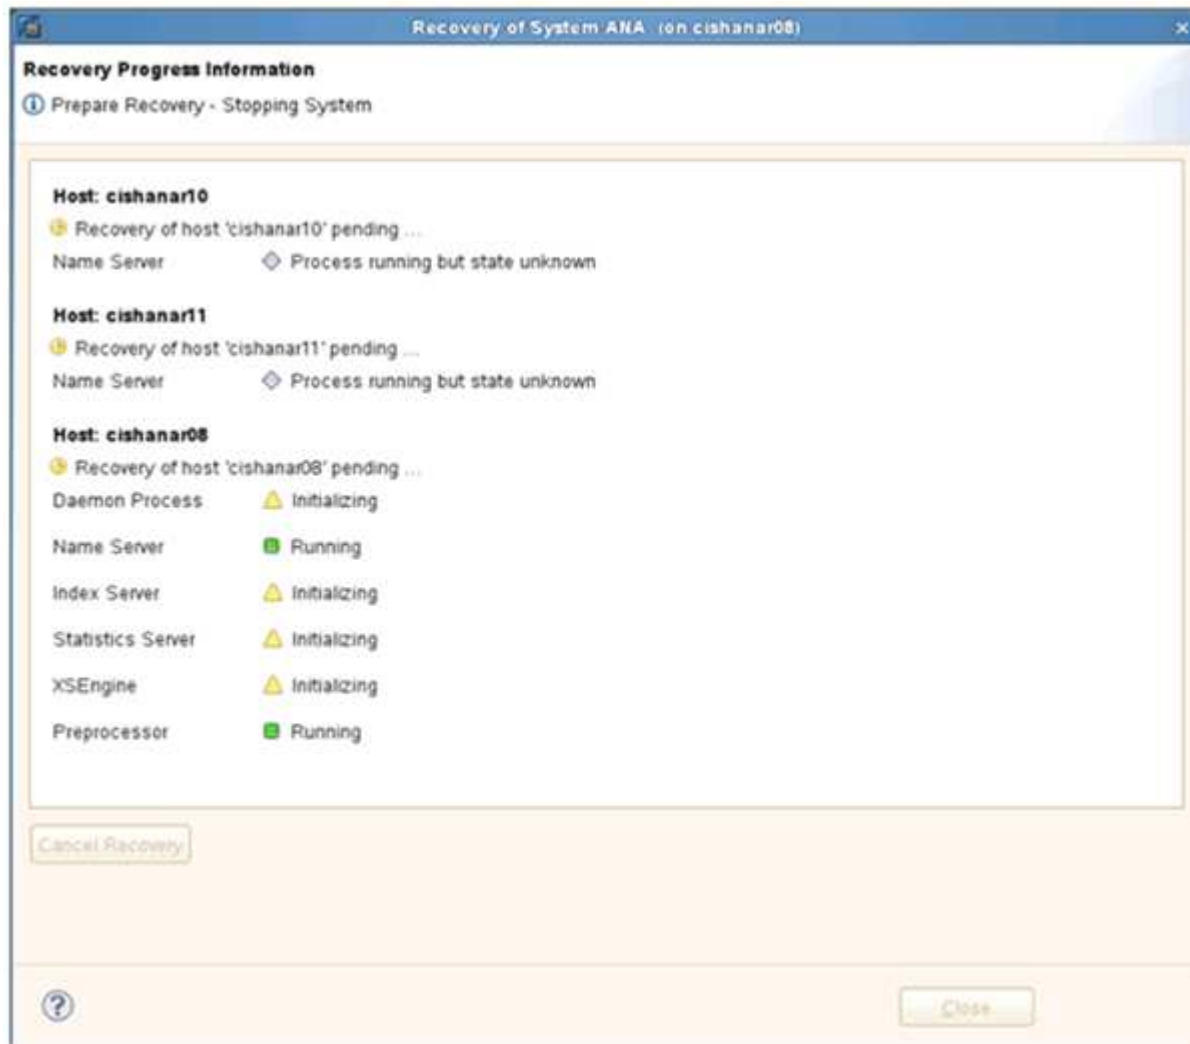 Recovery of System ANA (on cishanar08)
Recovery Progress Information
Prepare Recovery - Stopping System
Host: cishanar10
Recovery of host 'cishanar10' pending ...
Name Server Process running but state unknown
Host: cishanar11
Recovery of host 'cishanar11' pending ...
Name Server Process running but state unknown
Host: cishanar08
Recovery of host 'cishanar08' pending ...
Daemon Process Initializing
Name Server Running
Index Server Initializing
Statistics Server Initializing
XSEngine Initializing
Preprocessor Running
Cancel Recovery
Close